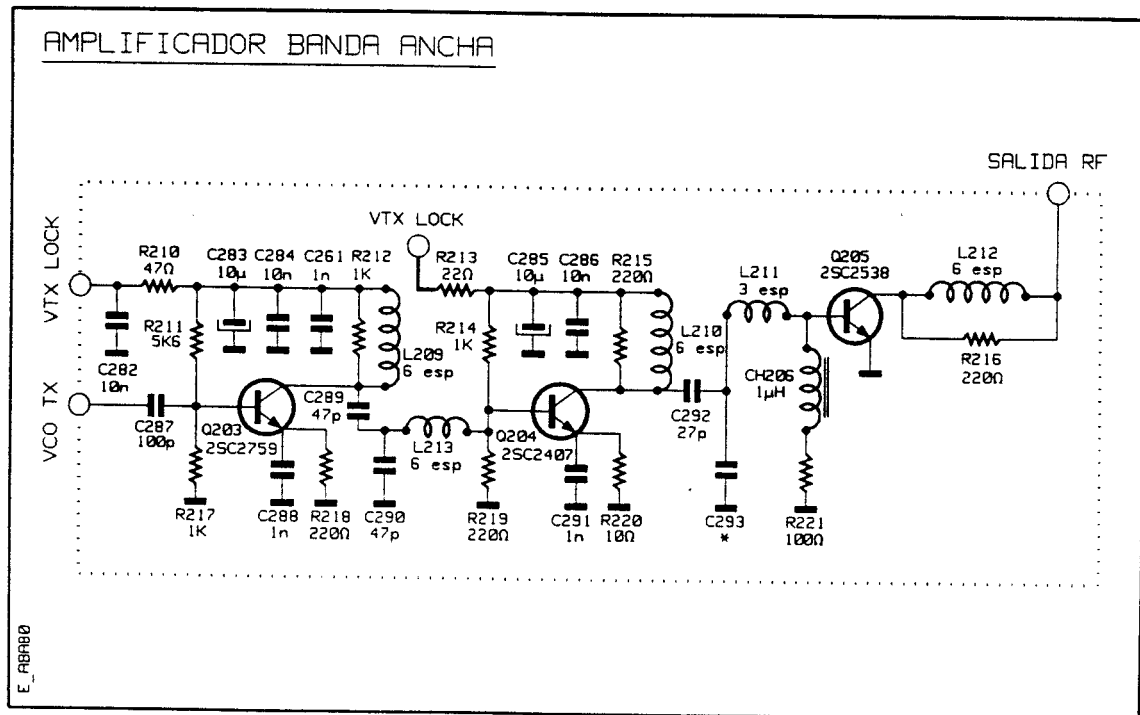 AMPLIFICADOR BANDA ANCHA
SALIDA RF
VTX LOCK
VTX LOCK
VCO TX
R210
47Ω
C283
10µ
C284
10n
C261
1n
R212
1K
R213
22Ω
C285
10µ
C286
10n
R215
220Ω
L211
3 esp
Q205
2SC2538
L212
6 esp
R211
5K6
R214
1K
L210
6 esp
L209
6 esp
C282
10n
R216
220Ω
CH206
1µH
C289
47p
C292
27p
C287
100p
Q203
2SC2759
L213
6 esp
Q204
2SC2407
R217
1K
C288
1n
R218
220Ω
C290
47p
R219
220Ω
C291
1n
R220
10Ω
C293
*
R221
100Ω
E_ABAB0